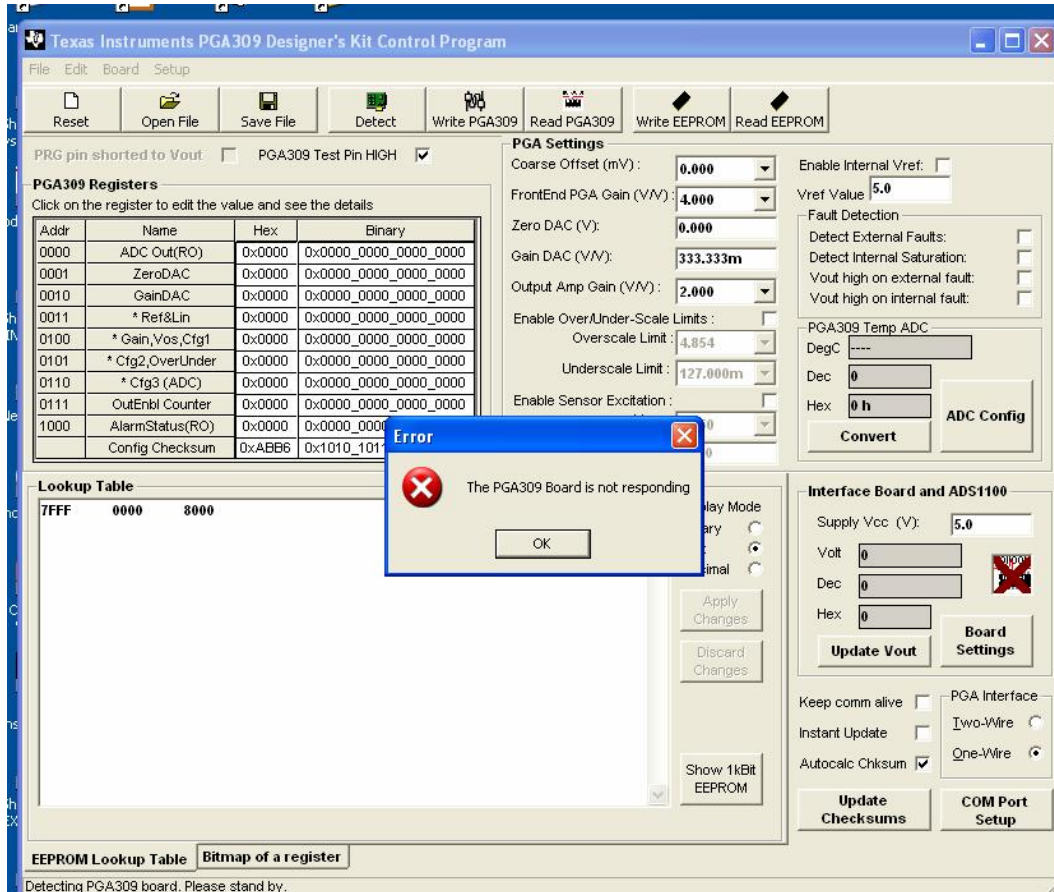 Texas Instruments PGA309 Designer's Kit Control Program
File Edit Board Setup
Reset Open File Save File Detect Write PGA309 Read PGA309 Write EEPROM Read EEPROM
PRG pin shorted to Vout PGA309 Test Pin HIGH
PGA309 Registers
Click on the register to edit the value and see the details
Addr Name Hex Binary
0000 ADC Out(RO) 0x0000 0x0000_0000_0000_0000
0001 ZeroDAC 0x0000 0x0000_0000_0000_0000
0010 GainDAC 0x0000 0x0000_0000_0000_0000
0011 * Ref&Lin 0x0000 0x0000_0000_0000_0000
0100 * Gain,Vos,Cfg1 0x0000 0x0000_0000_0000_0000
0101 * Cfg2,OverUnder 0x0000 0x0000_0000_0000_0000
0110 * Cfg3 (ADC) 0x0000 0x0000_0000_0000_0000
0111 OutEnbl Counter 0x0000 0x0000_0000_0000_0000
1000 AlarmStatus(RO) 0x0000 0x0000_0000
Config Checksum 0xABB6 0x1010_1011
PGA Settings
Coarse Offset (mV) : 0.000
FrontEnd PGA Gain (V/V) : 4.000
Zero DAC (V): 0.000
Gain DAC (V/V): 333.333m
Output Amp Gain (V/V) : 2.000
Enable Over/Under-Scale Limits :
Overscale Limit : 4.854
Underscale Limit : 127.000m
Enable Sensor Excitation :
Enable Internal Vref:
Vref Value 5.0
Fault Detection
Detect External Faults:
Detect Internal Saturation:
Vout high on external fault:
Vout high on internal fault:
PGA309 Temp ADC
DegC ----
Dec 0
Hex 0 h
Convert
ADC Config
Error
The PGA309 Board is not responding
OK
Lookup Table
7FFF 0000 8000
Apply Changes
Discard Changes
Show 1kBit EEPROM
Interface Board and ADS1100
Supply Vcc (V): 5.0
Volt 0
Dec 0
Hex 0
Update Vout
Board Settings
Keep comm alive
Instant Update
Autocalc Chksum
PGA Interface
Two-Wire
One-Wire
Update Checksums
COM Port Setup
EEPROM Lookup Table Bitmap of a register
Detecting PGA309 board. Please stand by.